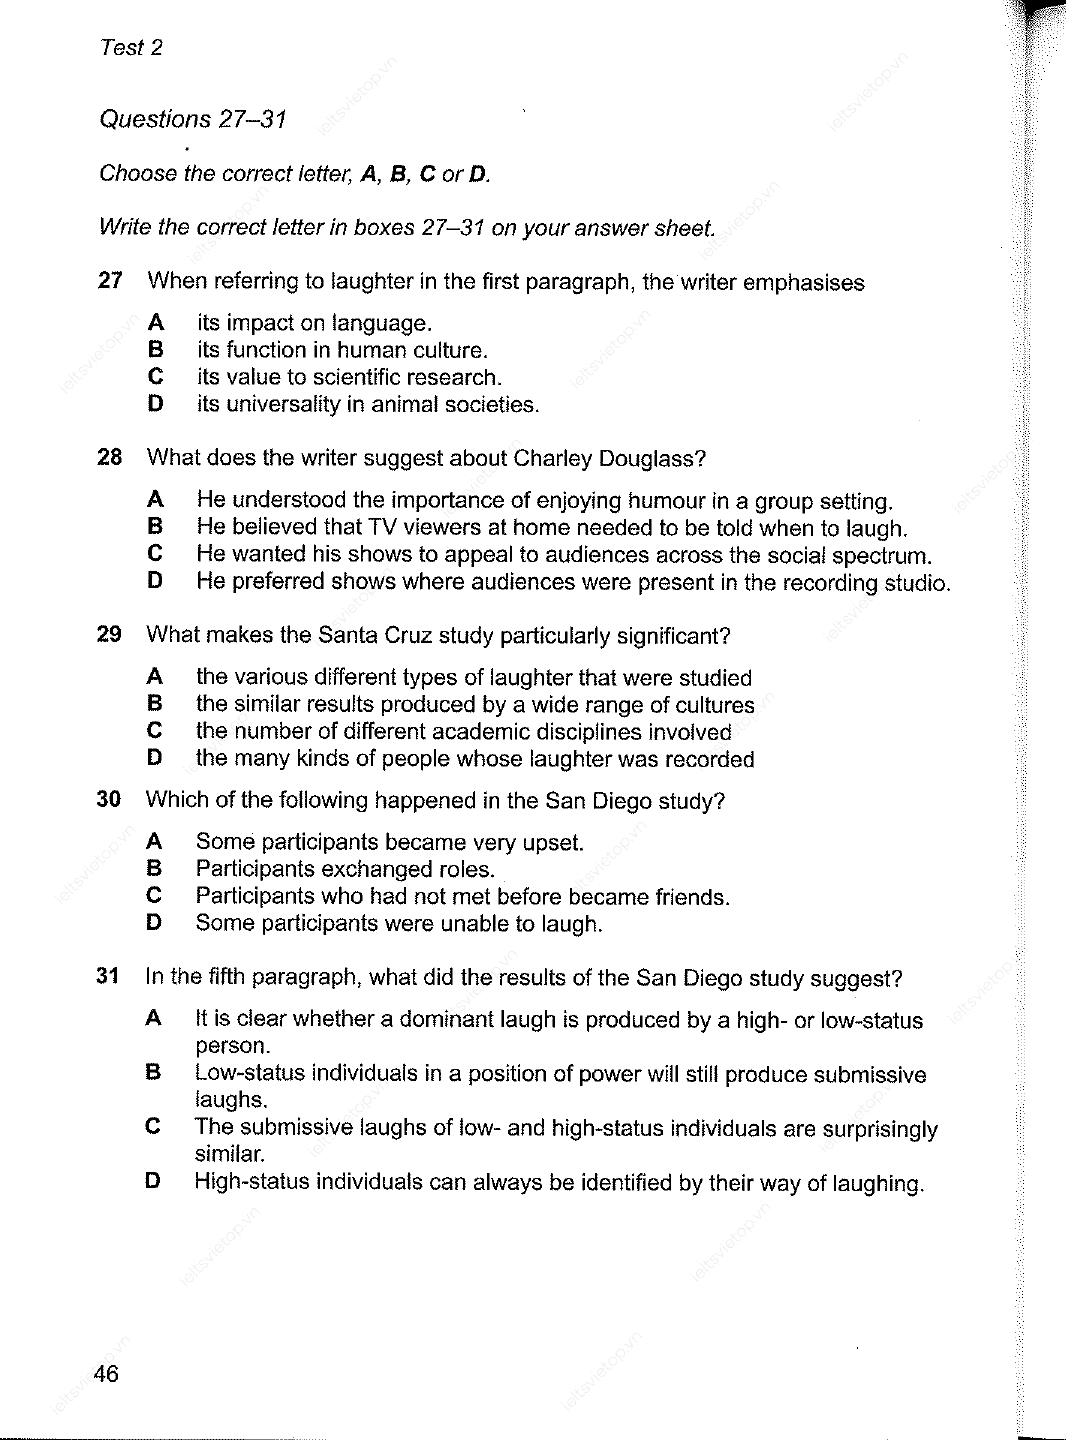 Test 2
Questions 27–31
Choose the correct letter, A, B, C or D.
Write the correct letter in boxes 27–31 on your answer sheet.
27 When referring to laughter in the first paragraph, the writer emphasises
A its impact on language.
B its function in human culture.
C its value to scientific research.
D its universality in animal societies.
28 What does the writer suggest about Charley Douglass?
A He understood the importance of enjoying humour in a group setting.
B He believed that TV viewers at home needed to be told when to laugh.
C He wanted his shows to appeal to audiences across the social spectrum.
D He preferred shows where audiences were present in the recording studio.
29 What makes the Santa Cruz study particularly significant?
A the various different types of laughter that were studied
B the similar results produced by a wide range of cultures
C the number of different academic disciplines involved
D the many kinds of people whose laughter was recorded
30 Which of the following happened in the San Diego study?
A Some participants became very upset.
B Participants exchanged roles.
C Participants who had not met before became friends.
D Some participants were unable to laugh.
31 In the fifth paragraph, what did the results of the San Diego study suggest?
A It is clear whether a dominant laugh is produced by a high- or low-status
person.
B Low-status individuals in a position of power will still produce submissive
laughs.
C The submissive laughs of low- and high-status individuals are surprisingly
similar.
D High-status individuals can always be identified by their way of laughing.
46
ieltsvietop.vn